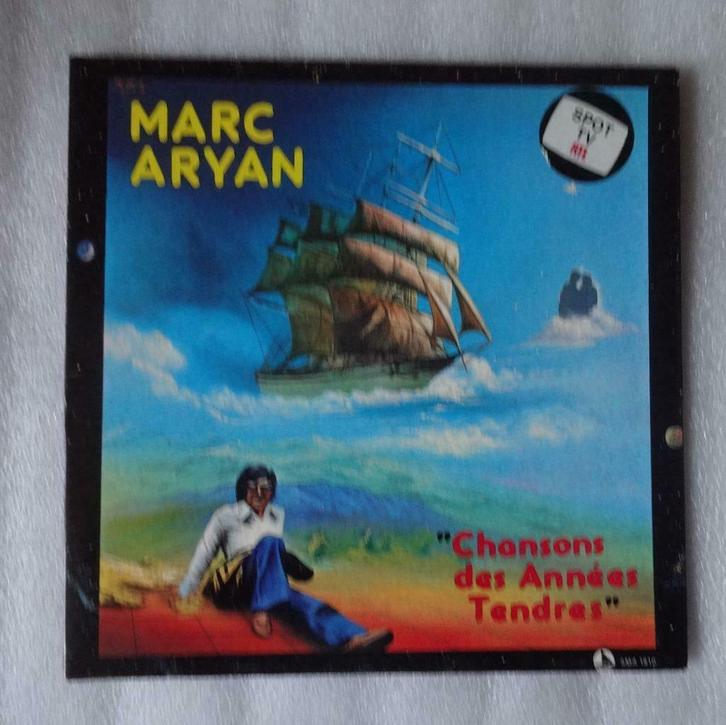 MARC
ARYAN
SPOT
TV
"Chansons
des Années
Tendres"